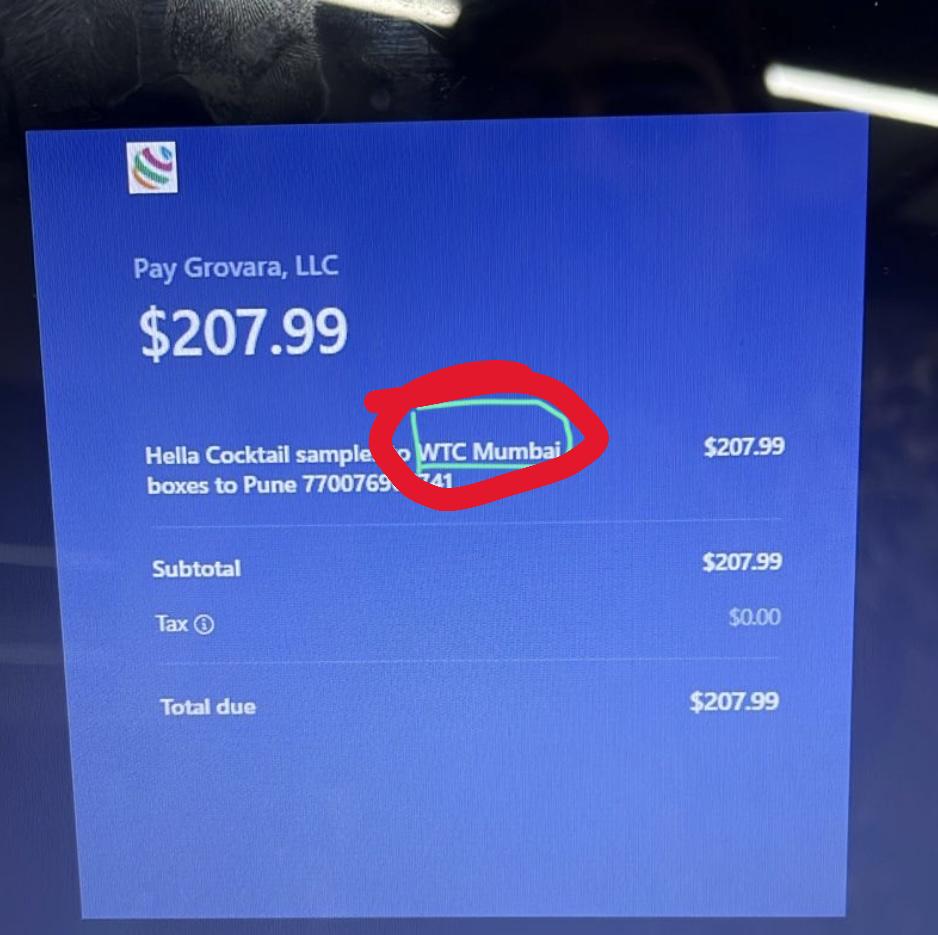 Pay Grovara, LLC
$207.99
Hella Cocktail WTC Mumbai $207.99
boxes to Pune
Subtotal $207.99
Tax $0.00
Total due $207.99